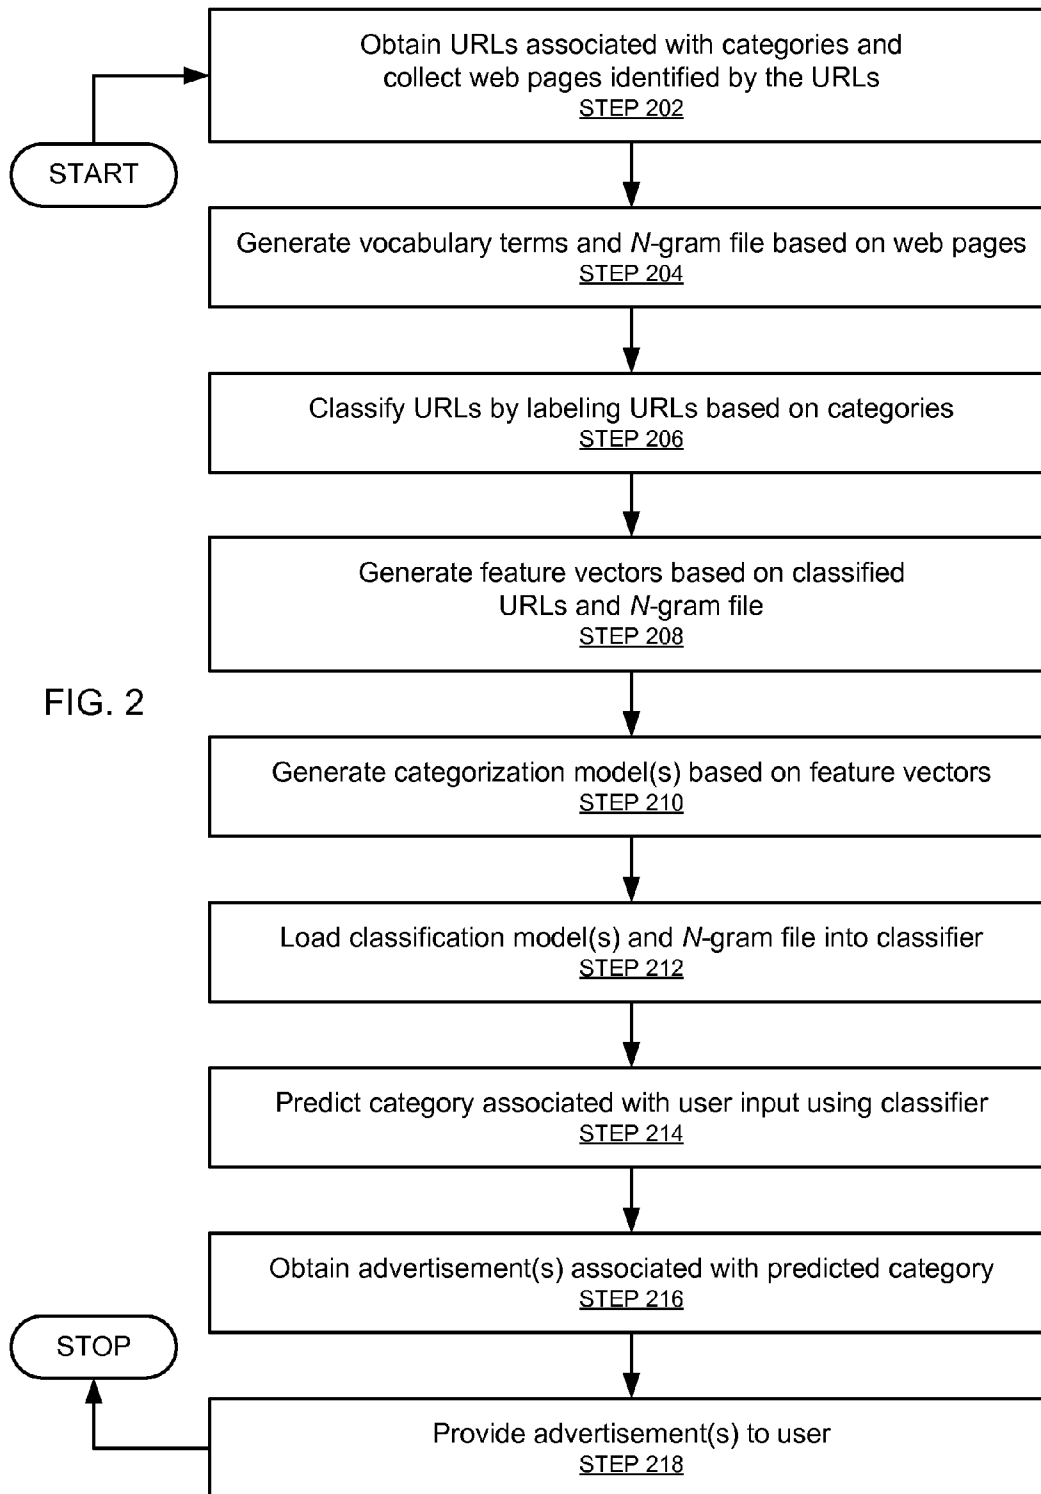 Obtain URLs associated with categories and
collect web pages identified by the URLs
STEP 202
START
Generate vocabulary terms and N-gram file based on web pages
STEP 204
Classify URLs by labeling URLs based on categories
STEP 206
Generate feature vectors based on classified
URLs and N-gram file
STEP 208
FIG. 2
Generate categorization model(s) based on feature vectors
STEP 210
Load classification model(s) and N-gram file into classifier
STEP 212
Predict category associated with user input using classifier
STEP 214
Obtain advertisement(s) associated with predicted category
STEP 216
STOP
Provide advertisement(s) to user
STEP 218